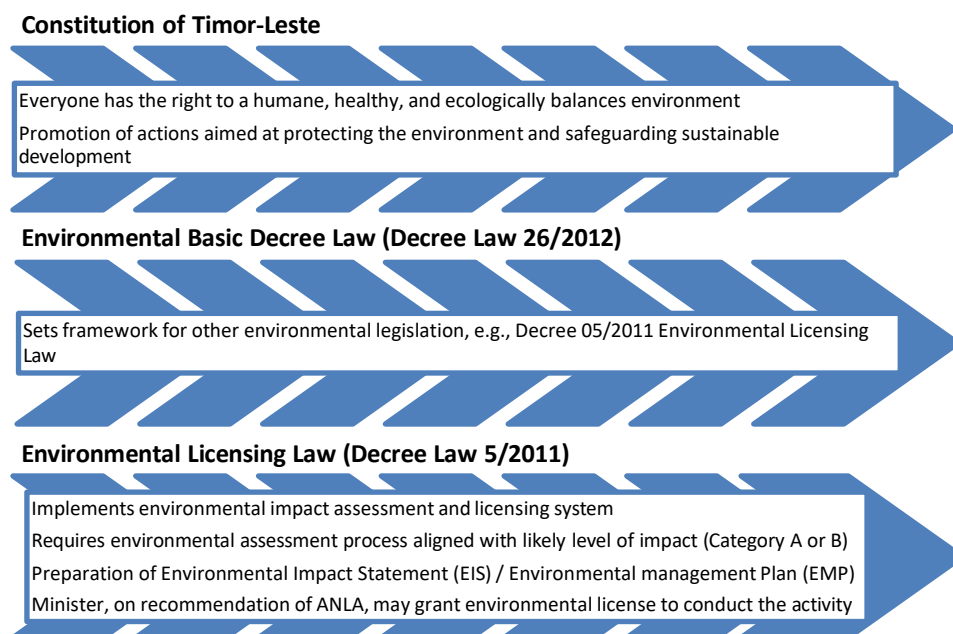 Constitution of Timor-Leste
Everyone has the right to a humane, healthy, and ecologically balances environment
Promotion of actions aimed at protecting the environment and safeguarding sustainable
development
Environmental Basic Decree Law (Decree Law 26/2012)
Sets framework for other environmental legislation, e.g., Decree 05/2011 Environmental Licensing
Law
Environmental Licensing Law (Decree Law 5/2011)
Implements environmental impact assessment and licensing system
Requires environmental assessment process aligned with likely level of impact (Category A or B)
Preparation of Environmental Impact Statement (EIS) / Environmental management Plan (EMP)
Minister, on recommendation of ANLA, may grant environmental license to conduct the activity